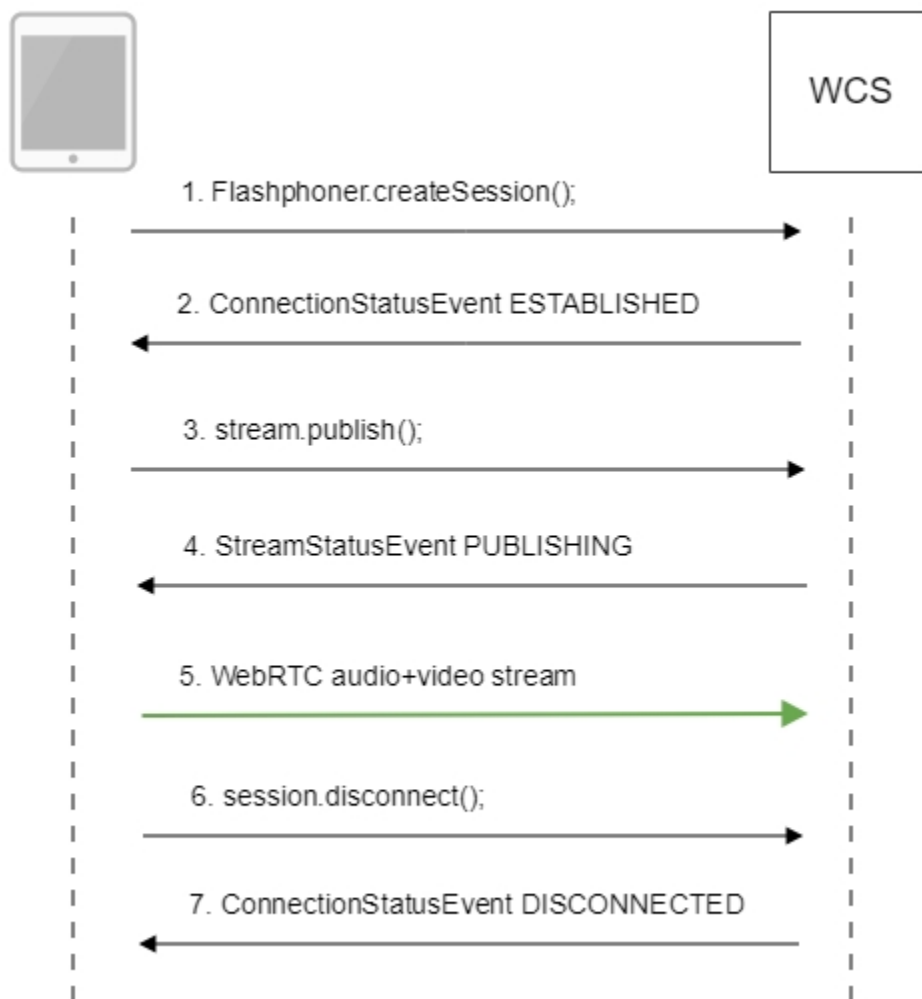 WCS
1. Flashphoner.createSession();
2. ConnectionStatusEvent ESTABLISHED
3. stream.publish();
4. StreamStatusEvent PUBLISHING
5. WebRTC audio+video stream
6. session.disconnect();
7. ConnectionStatusEvent DISCONNECTED